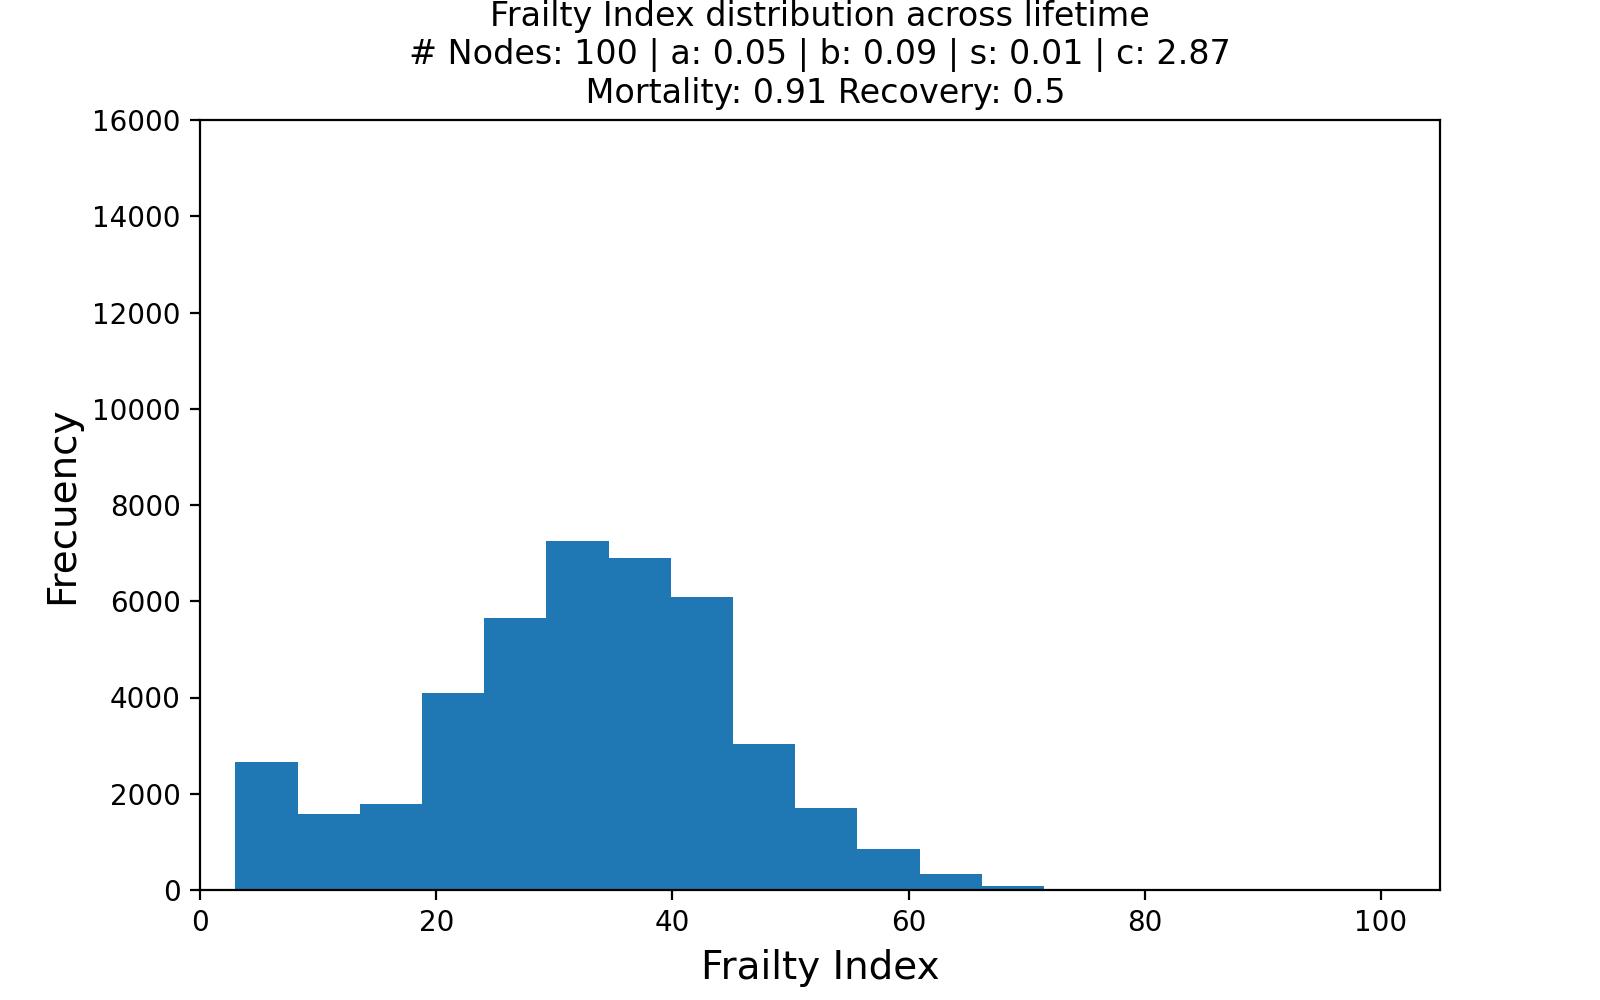 Frailty Index distribution across lifetime
# Nodes: 100 | a: 0.05 | b: 0.09 | s: 0.01 | c: 2.87
Mortality: 0.91 Recovery: 0.5
16000
14000
12000
10000
8000
6000
4000
2000
0
Frecuency
0 20 40 60 80 100
Frailty Index